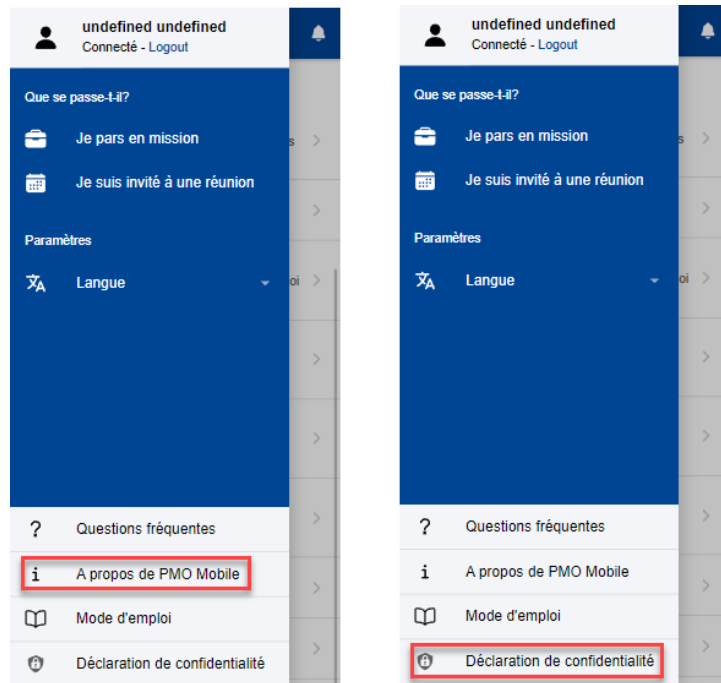 undefined undefined
Connecté - Logout
Que se passe-t-il?
Je pars en mission
s
Je suis invité à une réunion
Paramètres
Langue
oi
? Questions fréquentes
i A propos de PMO Mobile
Mode d'emploi
Déclaration de confidentialité
undefined undefined
Connecté - Logout
Que se passe-t-il?
Je pars en mission
s
Je suis invité à une réunion
Paramètres
Langue
oi
? Questions fréquentes
i A propos de PMO Mobile
Mode d'emploi
Déclaration de confidentialité